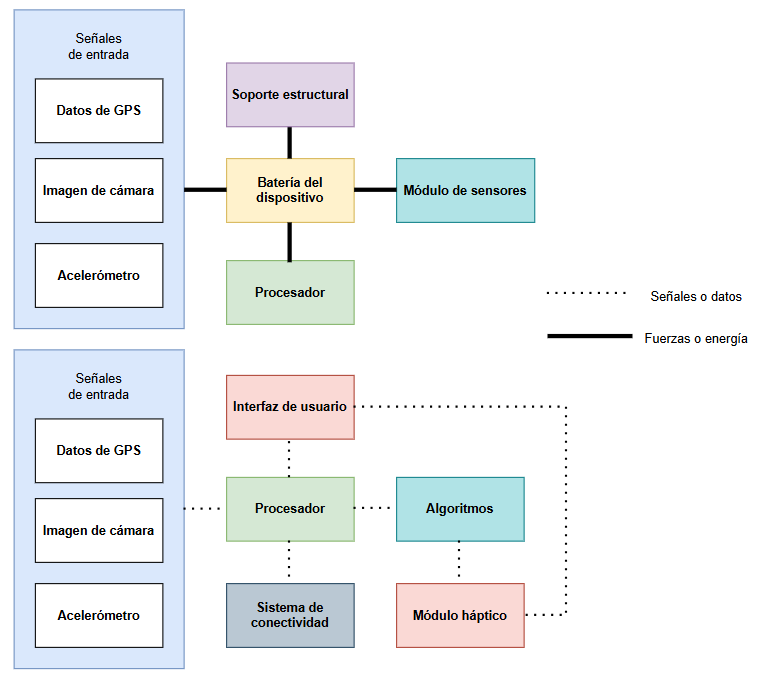 Señales
de entrada
Datos de GPS
Imagen de cámara
Acelerómetro
Soporte estructural
Batería del
dispositivo
Módulo de sensores
Procesador
Señales o datos
Fuerzas o energía
Señales
de entrada
Datos de GPS
Imagen de cámara
Acelerómetro
Interfaz de usuario
Procesador
Algoritmos
Sistema de
conectividad
Módulo háptico